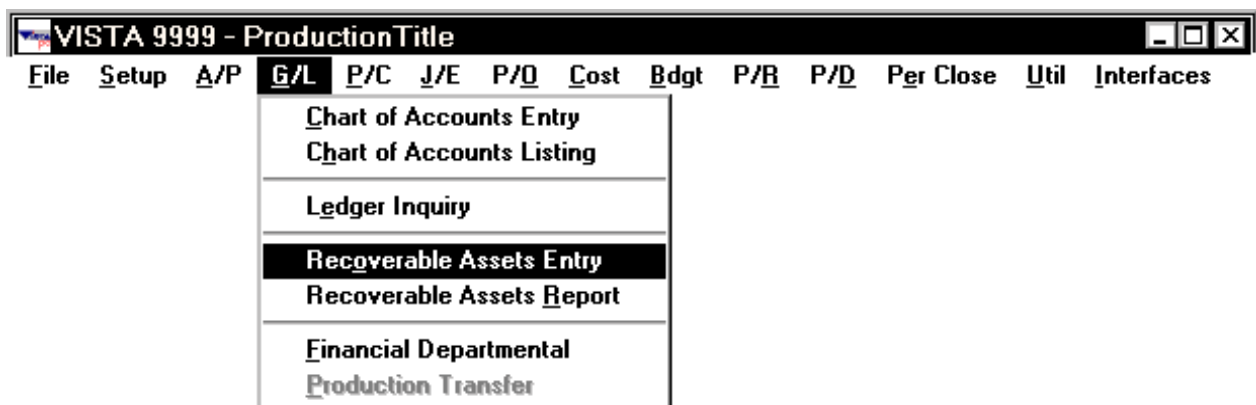 VISTA 9999 - ProductionTitle
File Setup A/P G/L P/C J/E P/O Cost Bdgt P/R P/D Per Close Util Interfaces
Chart of Accounts Entry
Chart of Accounts Listing
Ledger Inquiry
Recoverable Assets Entry
Recoverable Assets Report
Financial Departmental
Production Transfer